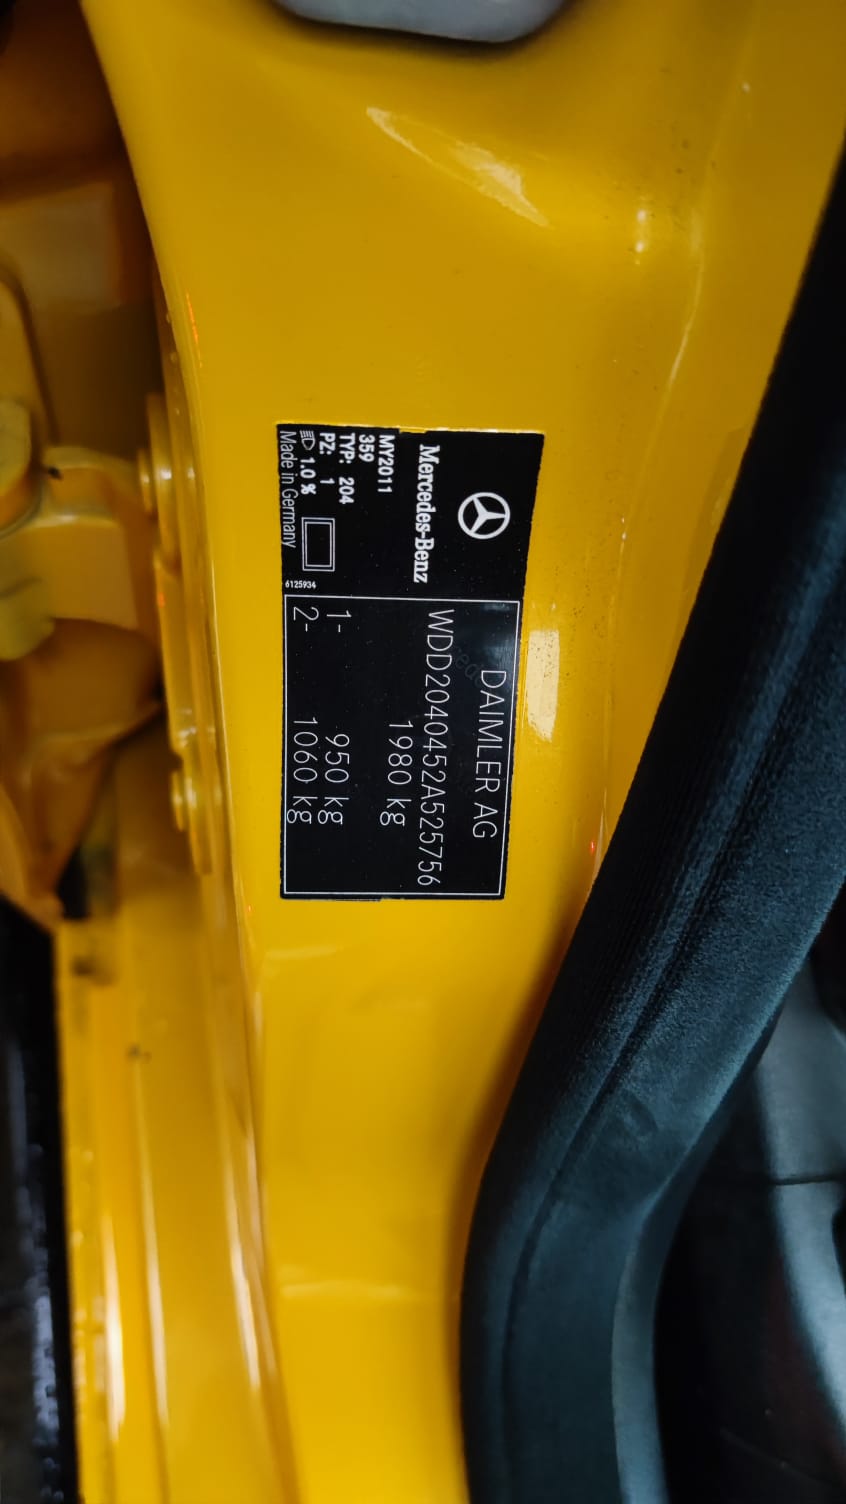 Mercedes-Benz
MY2011
359
TYP: 204
PZ: 1
1.0 %
Made in Germany
6125934
DAIMLER AG
WDD2040452A525756
1980 kg
1- 950 kg
2- 1060 kg